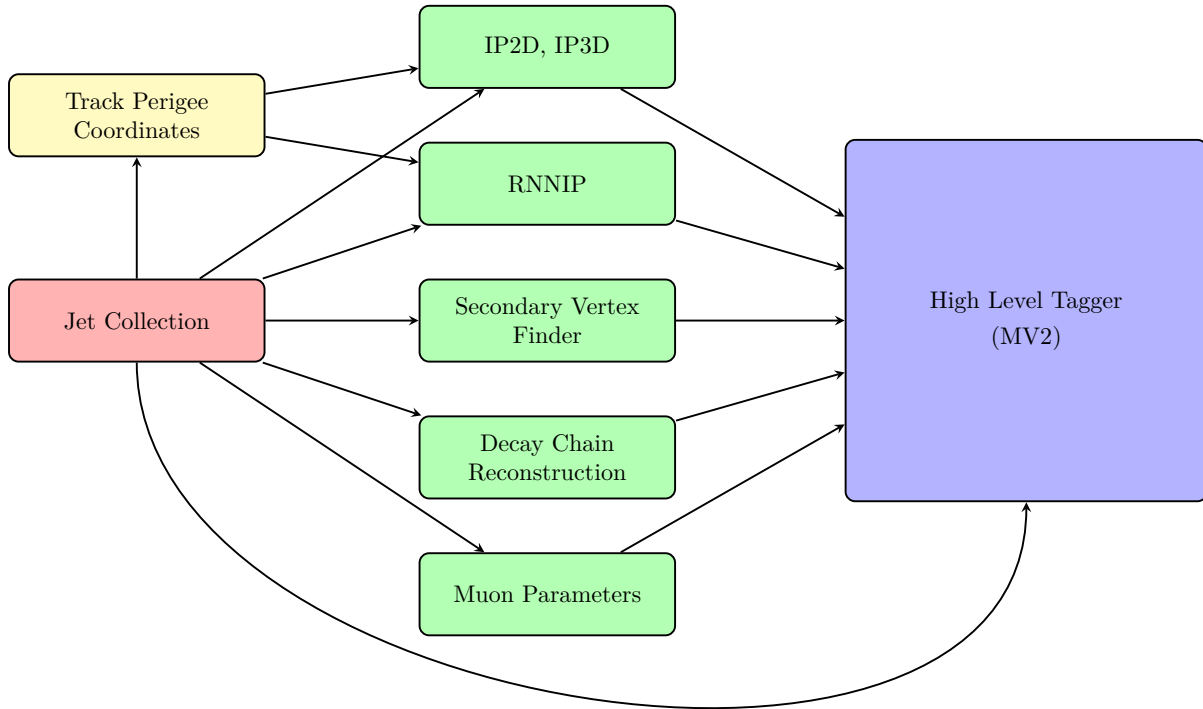 IP2D, IP3D
Track Perigee
Coordinates
RNNIP
Jet Collection
Secondary Vertex
Finder
High Level Tagger
(MV2)
Decay Chain
Reconstruction
Muon Parameters